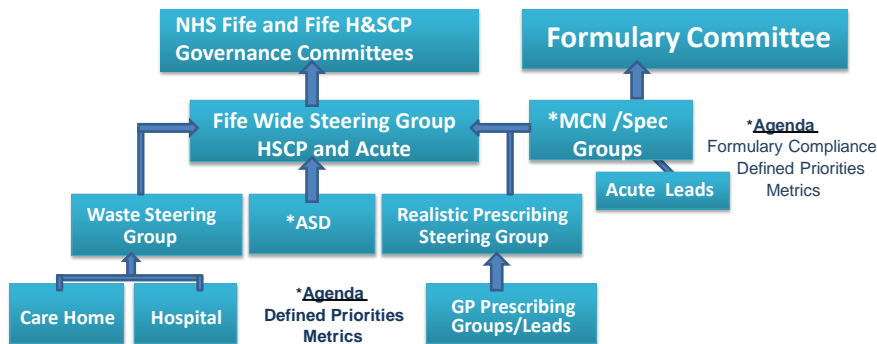 NHS Fife and Fife H&SCP
Governance Committees
Formulary Committee
Fife Wide Steering Group
HSCP and Acute
*MCN /Spec
Groups
*Agenda
Formulary Compliance
Defined Priorities
Metrics
Acute Leads
Waste Steering
Group
*ASD
Realistic Prescribing
Steering Group
Care Home
Hospital
*Agenda
Defined Priorities
Metrics
GP Prescribing
Groups/Leads